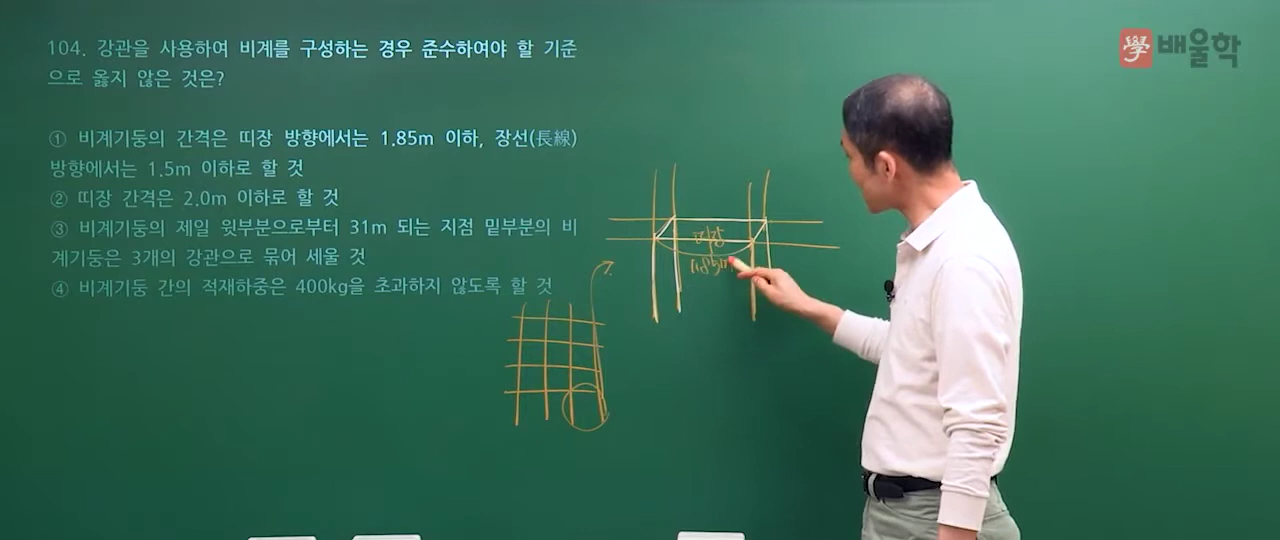 104. 강관을 사용하여 비계를 구성하는 경우 준수하여야 할 기준
으로 옳지 않은 것은?
① 비계기둥의 간격은 띠장 방향에서는 1.85m 이하, 장선(長線)
방향에서는 1.5m 이하로 할 것
② 띠장 간격은 2.0m 이하로 할 것
③ 비계기둥의 제일 윗부분으로부터 31m 되는 지점 밑부분의 비
계기둥은 3개의 강관으로 묶어 세울 것
④ 비계기둥 간의 적재하중은 400kg을 초과하지 않도록 할 것
學 배울학
띠장